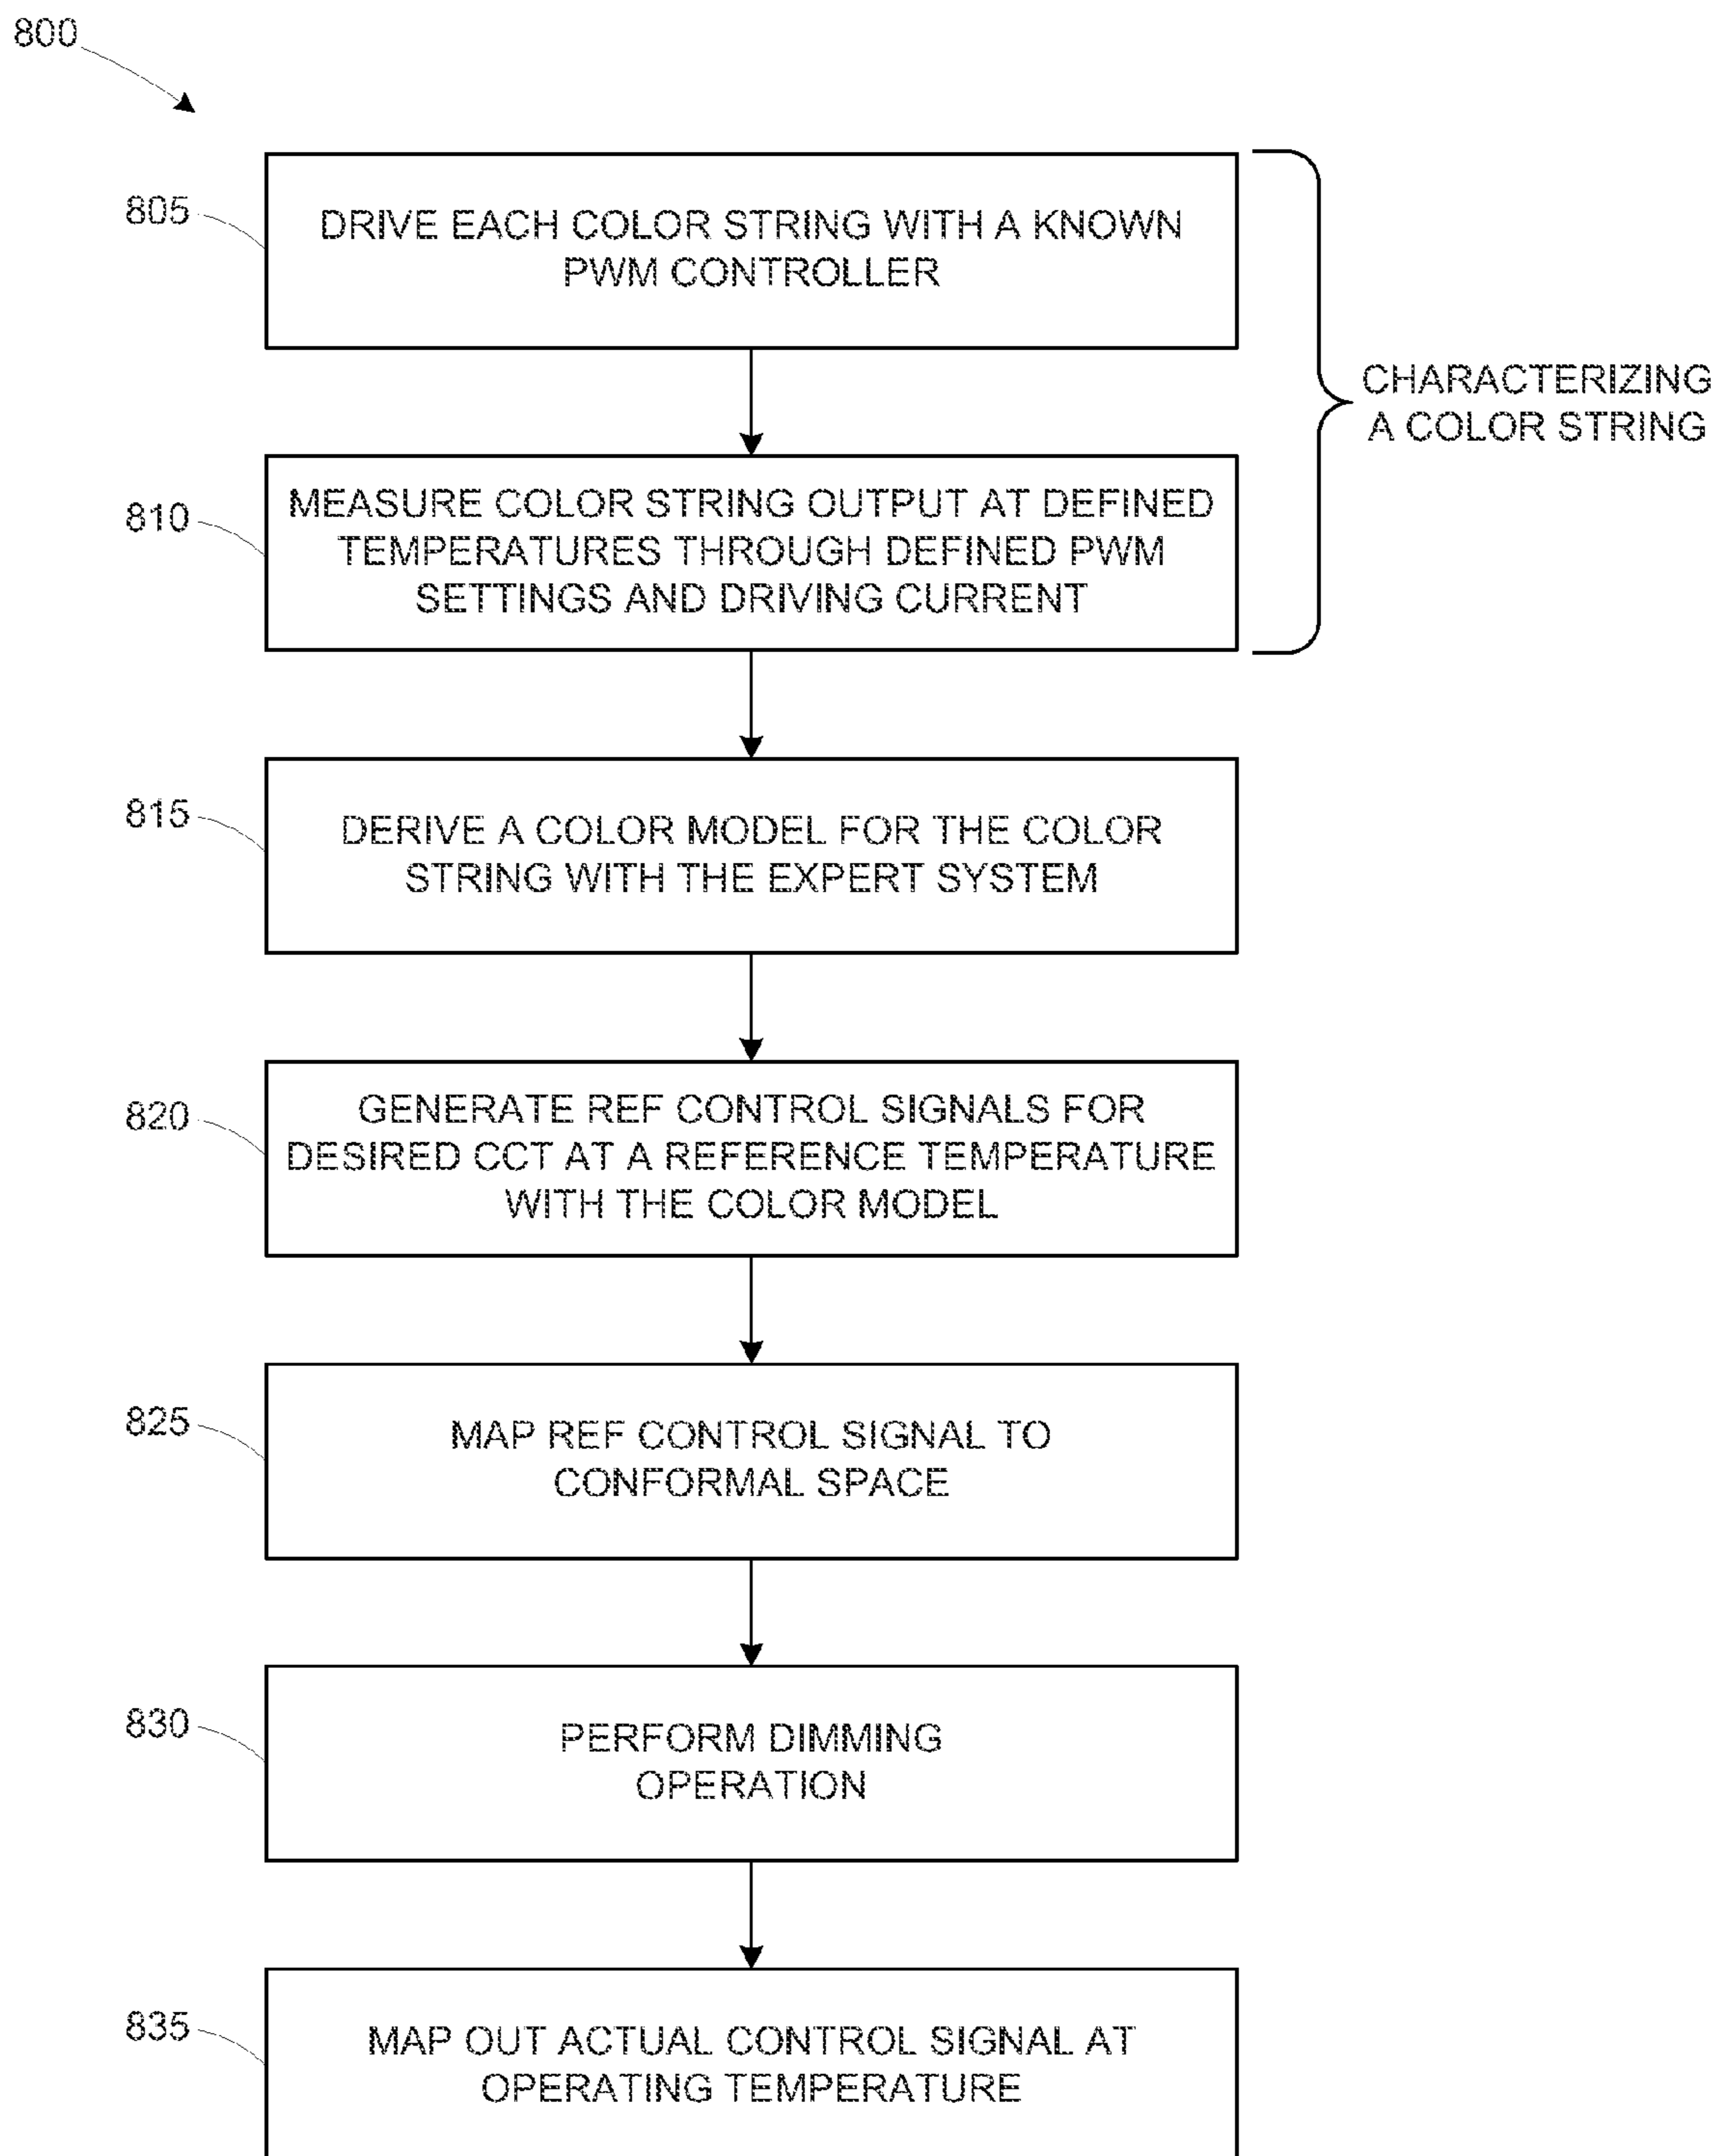 800
805
DRIVE EACH COLOR STRING WITH A KNOWN
PWM CONTROLLER
CHARACTERIZING
A COLOR STRING
810
MEASURE COLOR STRING OUTPUT AT DEFINED
TEMPERATURES THROUGH DEFINED PWM
SETTINGS AND DRIVING CURRENT
815
DERIVE A COLOR MODEL FOR THE COLOR
STRING WITH THE EXPERT SYSTEM
820
GENERATE REF CONTROL SIGNALS FOR
DESIRED CCT AT A REFERENCE TEMPERATURE
WITH THE COLOR MODEL
825
MAP REF CONTROL SIGNAL TO
CONFORMAL SPACE
830
PERFORM DIMMING
OPERATION
835
MAP OUT ACTUAL CONTROL SIGNAL AT
OPERATING TEMPERATURE